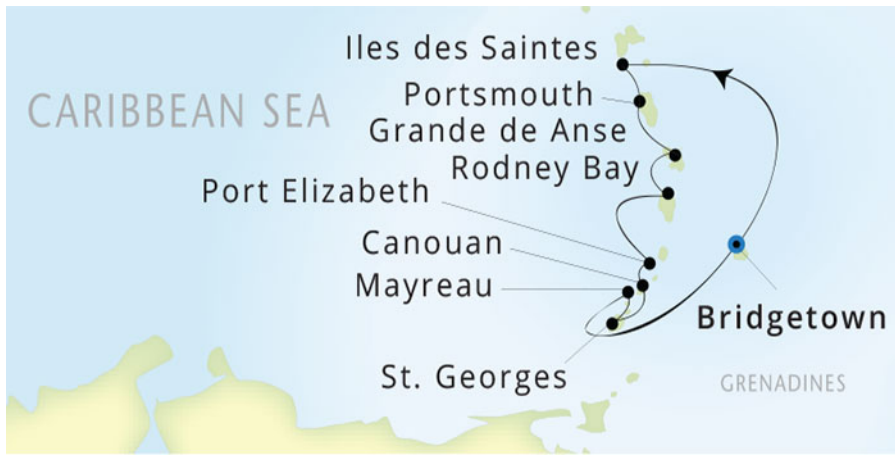 Iles des Saintes
CARIBBEAN SEA
Portsmouth
Grande de Anse
Rodney Bay
Port Elizabeth
Canouan
Mayreau
Bridgetown
St. Georges
GRENADINES